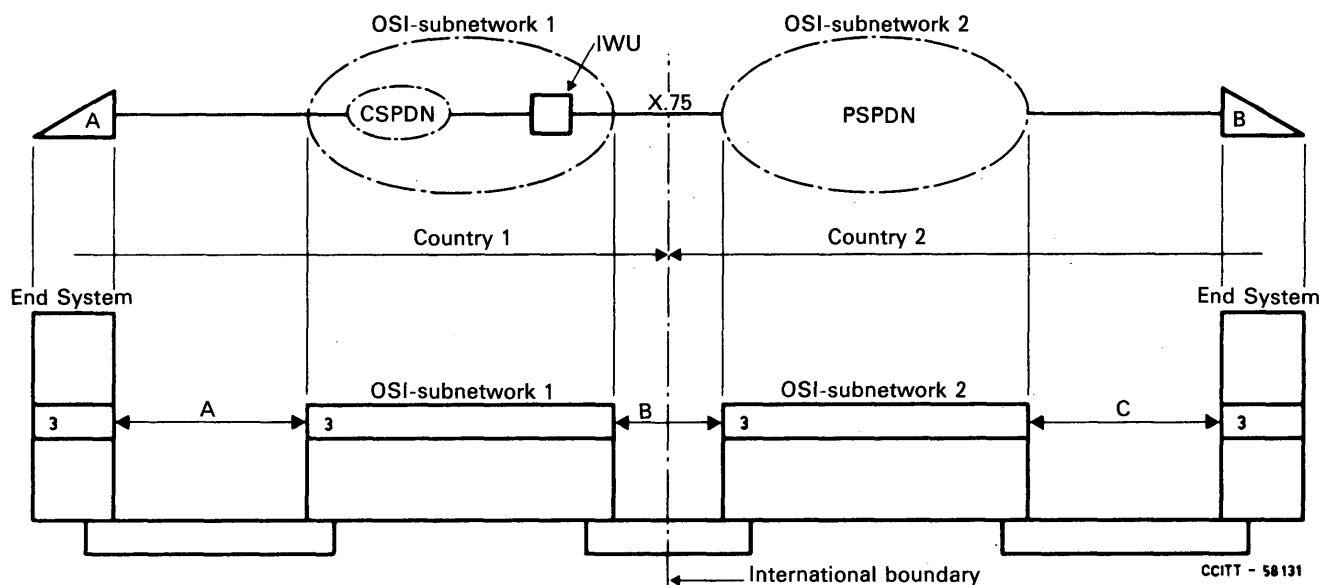 OSI-subnetwork 1
OSI-subnetwork 2
IWU
A
CSPDN
X.75
PSPDN
B
Country 1
Country 2
End System
End System
OSI-subnetwork 1
OSI-subnetwork 2
3
A
3
B
3
C
3
International boundary
CCITT - 58131